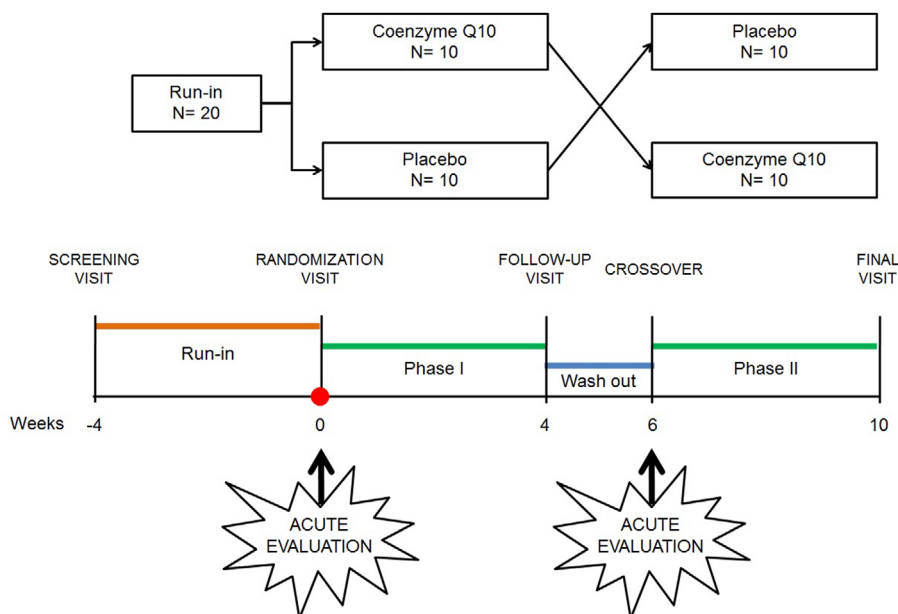 Coenzyme Q10
N= 10
Placebo
N= 10
Run-in
N= 20
Placebo
N= 10
Coenzyme Q10
N= 10
SCREENING
VISIT
RANDOMIZATION
VISIT
FOLLOW-UP
VISIT
CROSSOVER
FINAL
VISIT
Run-in
Phase I
Wash out
Phase II
Weeks
-4
0
4
6
10
ACUTE
EVALUATION
ACUTE
EVALUATION